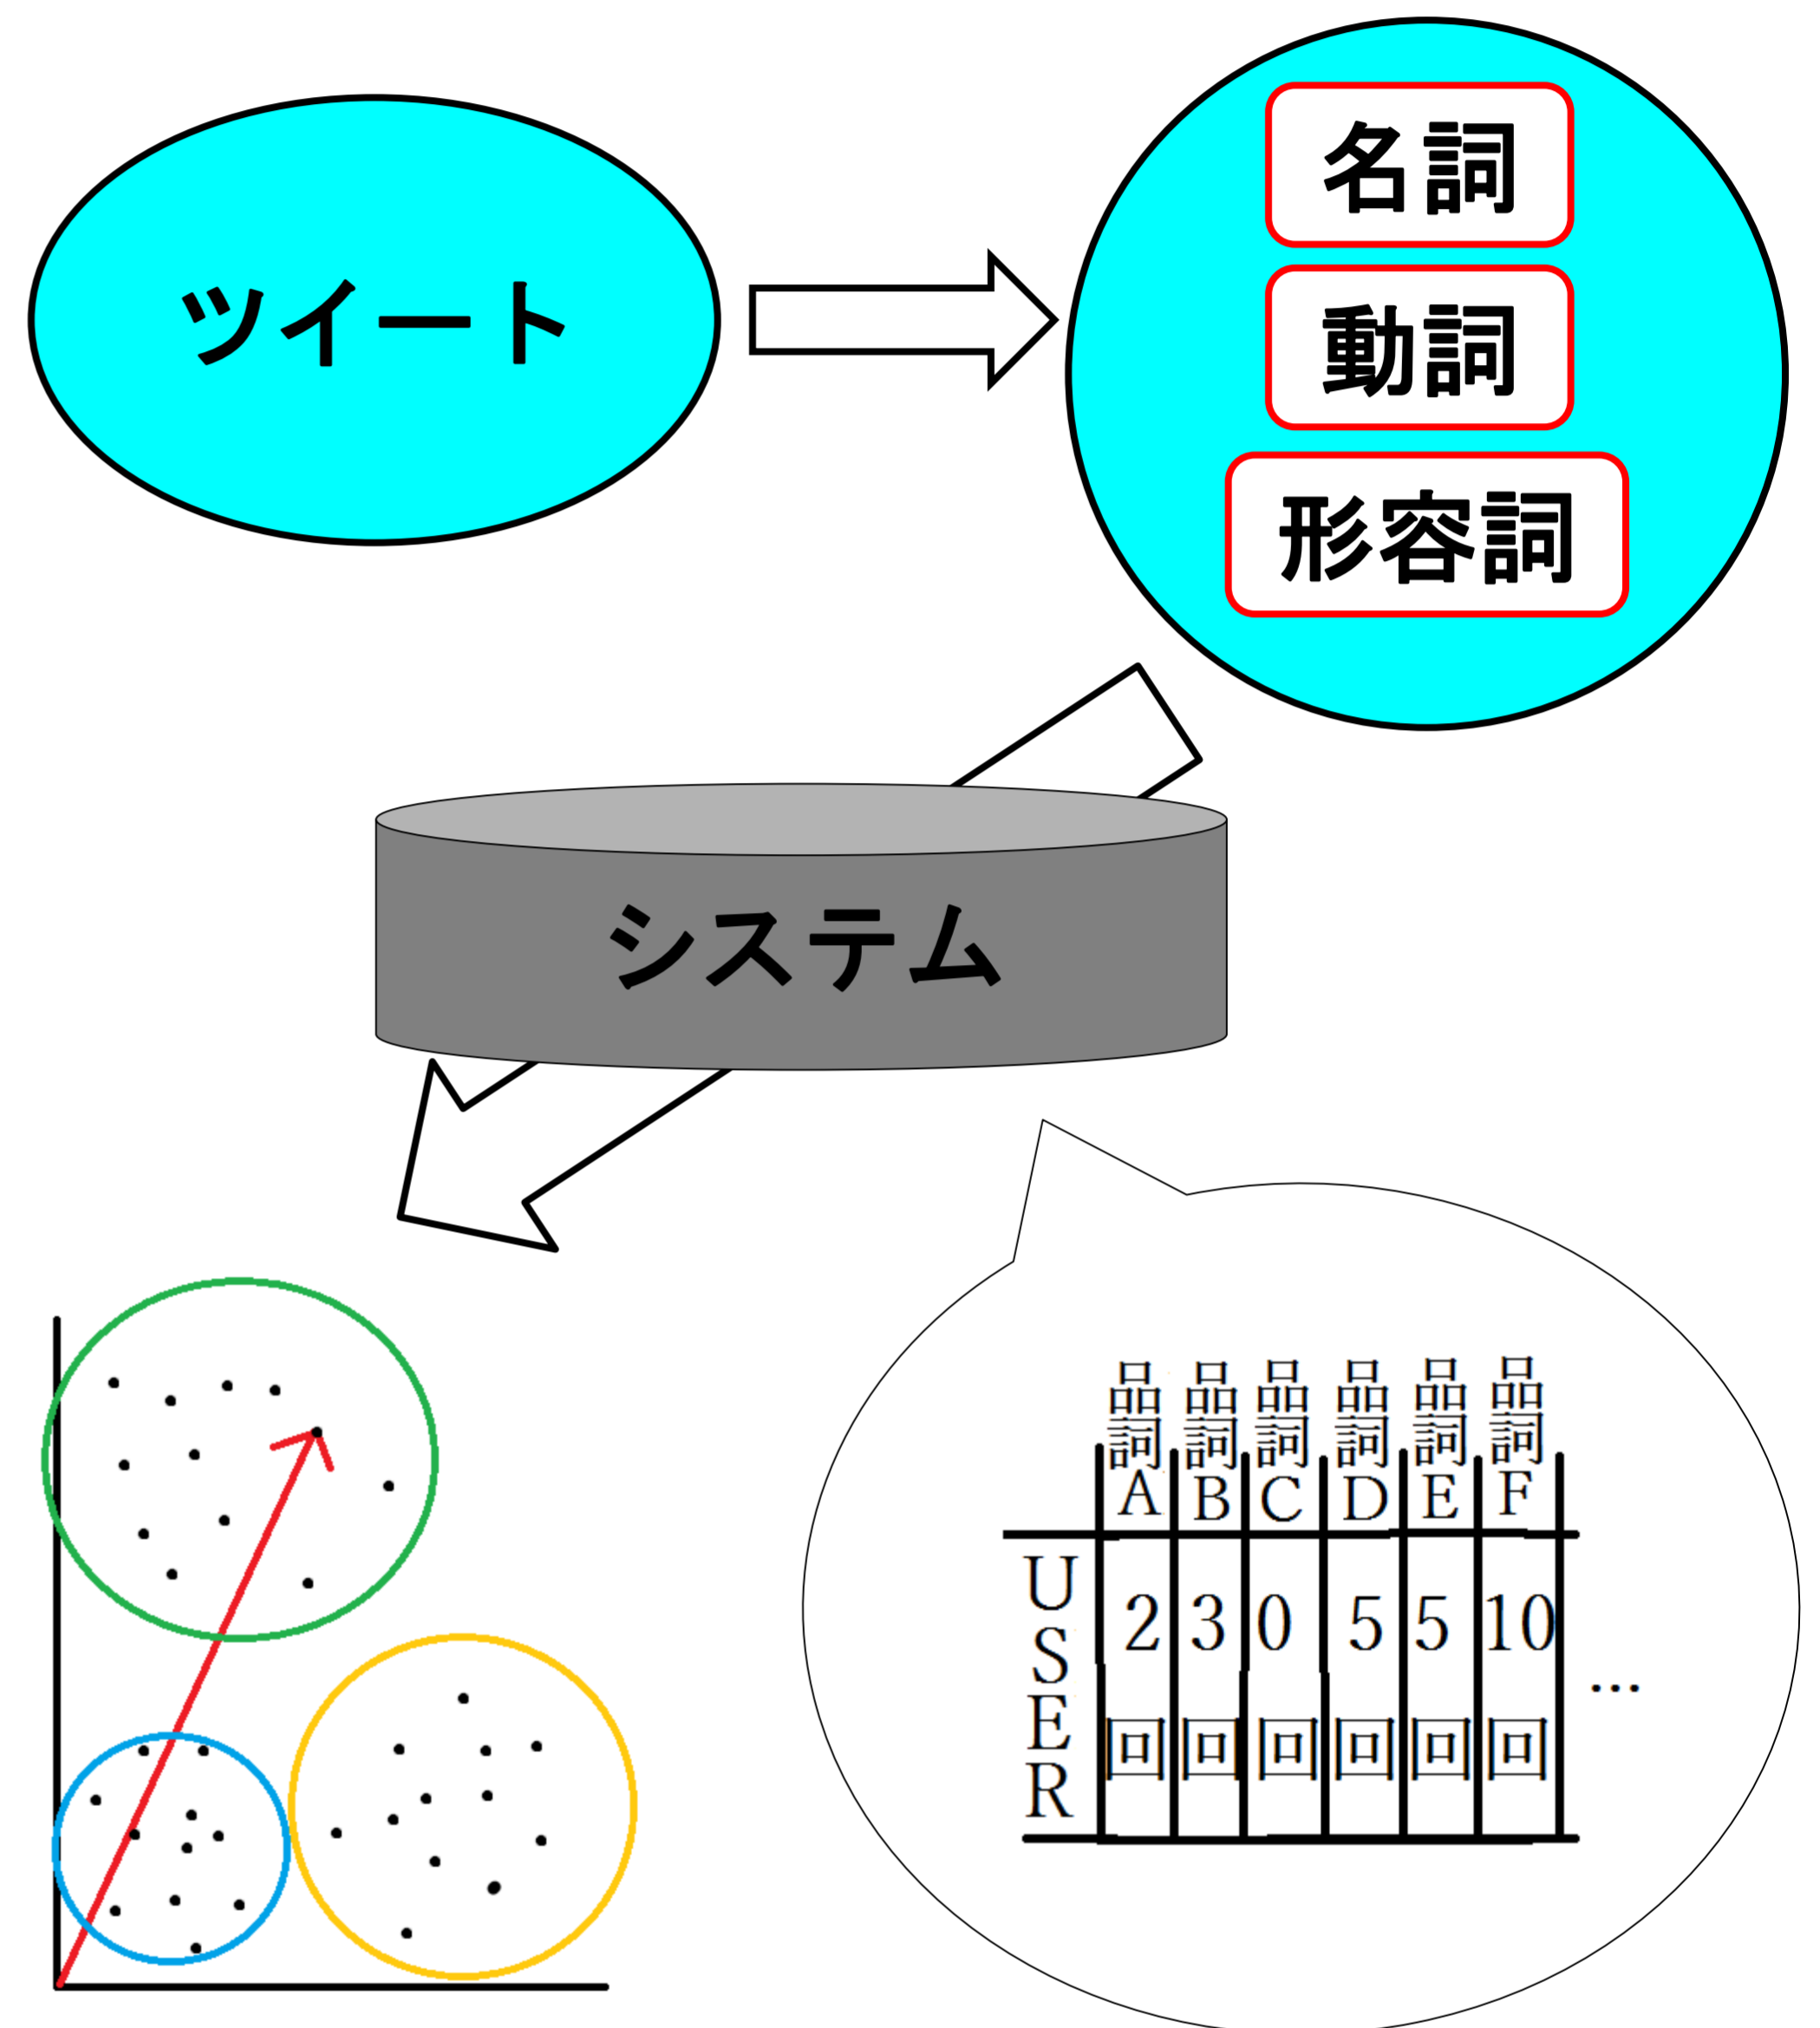 ツイート
名詞
動詞
形容詞
システム
品詞A 品詞B 品詞C 品詞D 品詞E 品詞F
USER 2回 3回 0回 5回 5回 10回 …